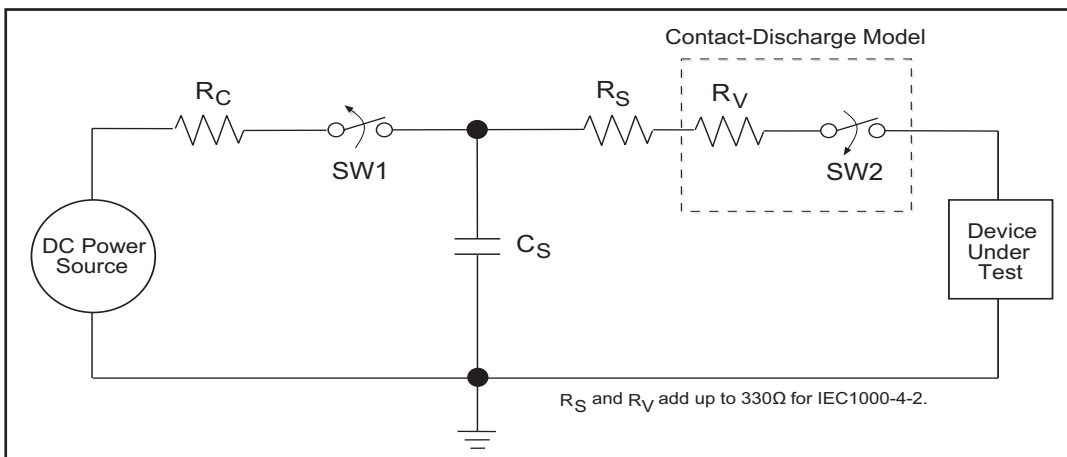 Contact-Discharge Model
RC
RS
RV
SW1
SW2
DC Power
Source
CS
Device
Under
Test
RS and RV add up to 330Ω for IEC1000-4-2.